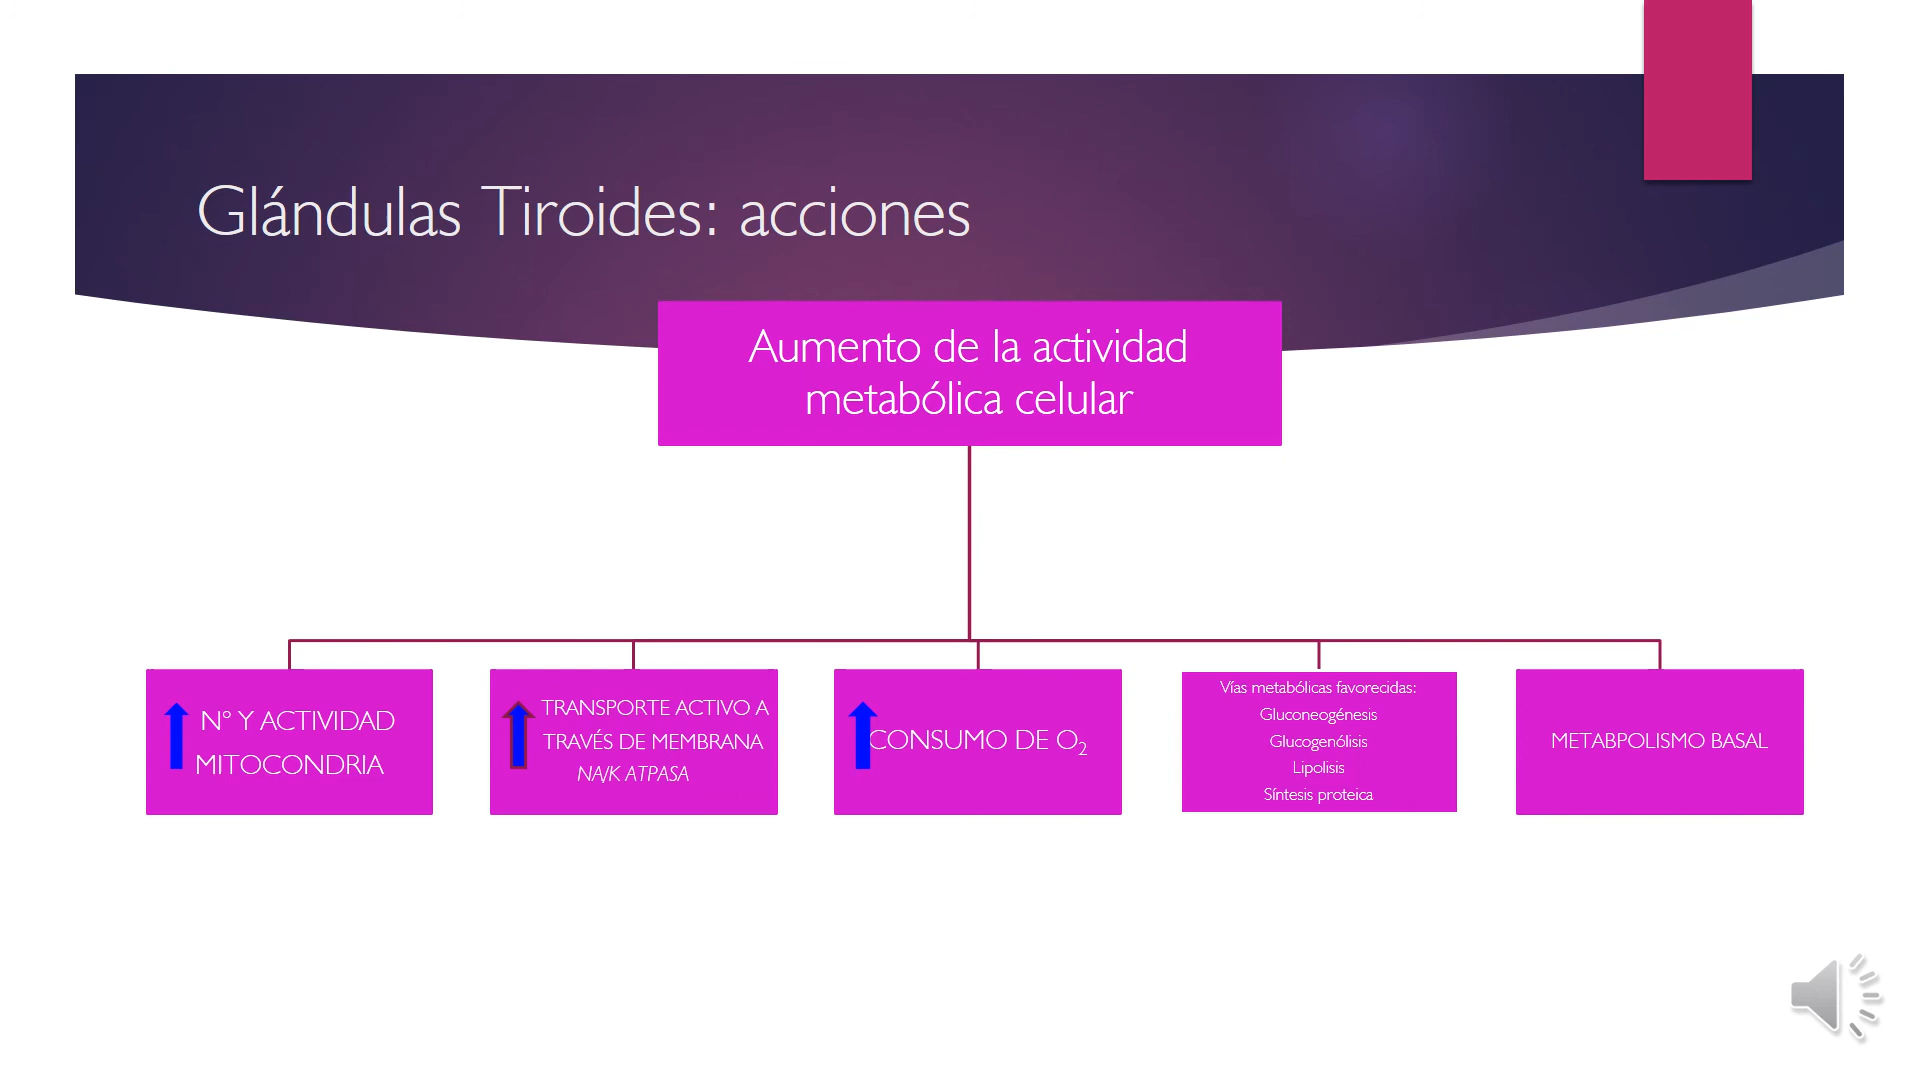 Glándulas Tiroides: acciones
Aumento de la actividad
metabólica celular
Nº Y ACTIVIDAD
MITOCONDRIA
TRANSPORTE ACTIVO A
TRAVÉS DE MEMBRANA
NA/K ATPASA
CONSUMO DE O₂
Vías metabólicas favorecidas:
Gluconeogénesis
Glucogenólisis
Lipolisis
Síntesis proteica
METABPOLISMO BASAL